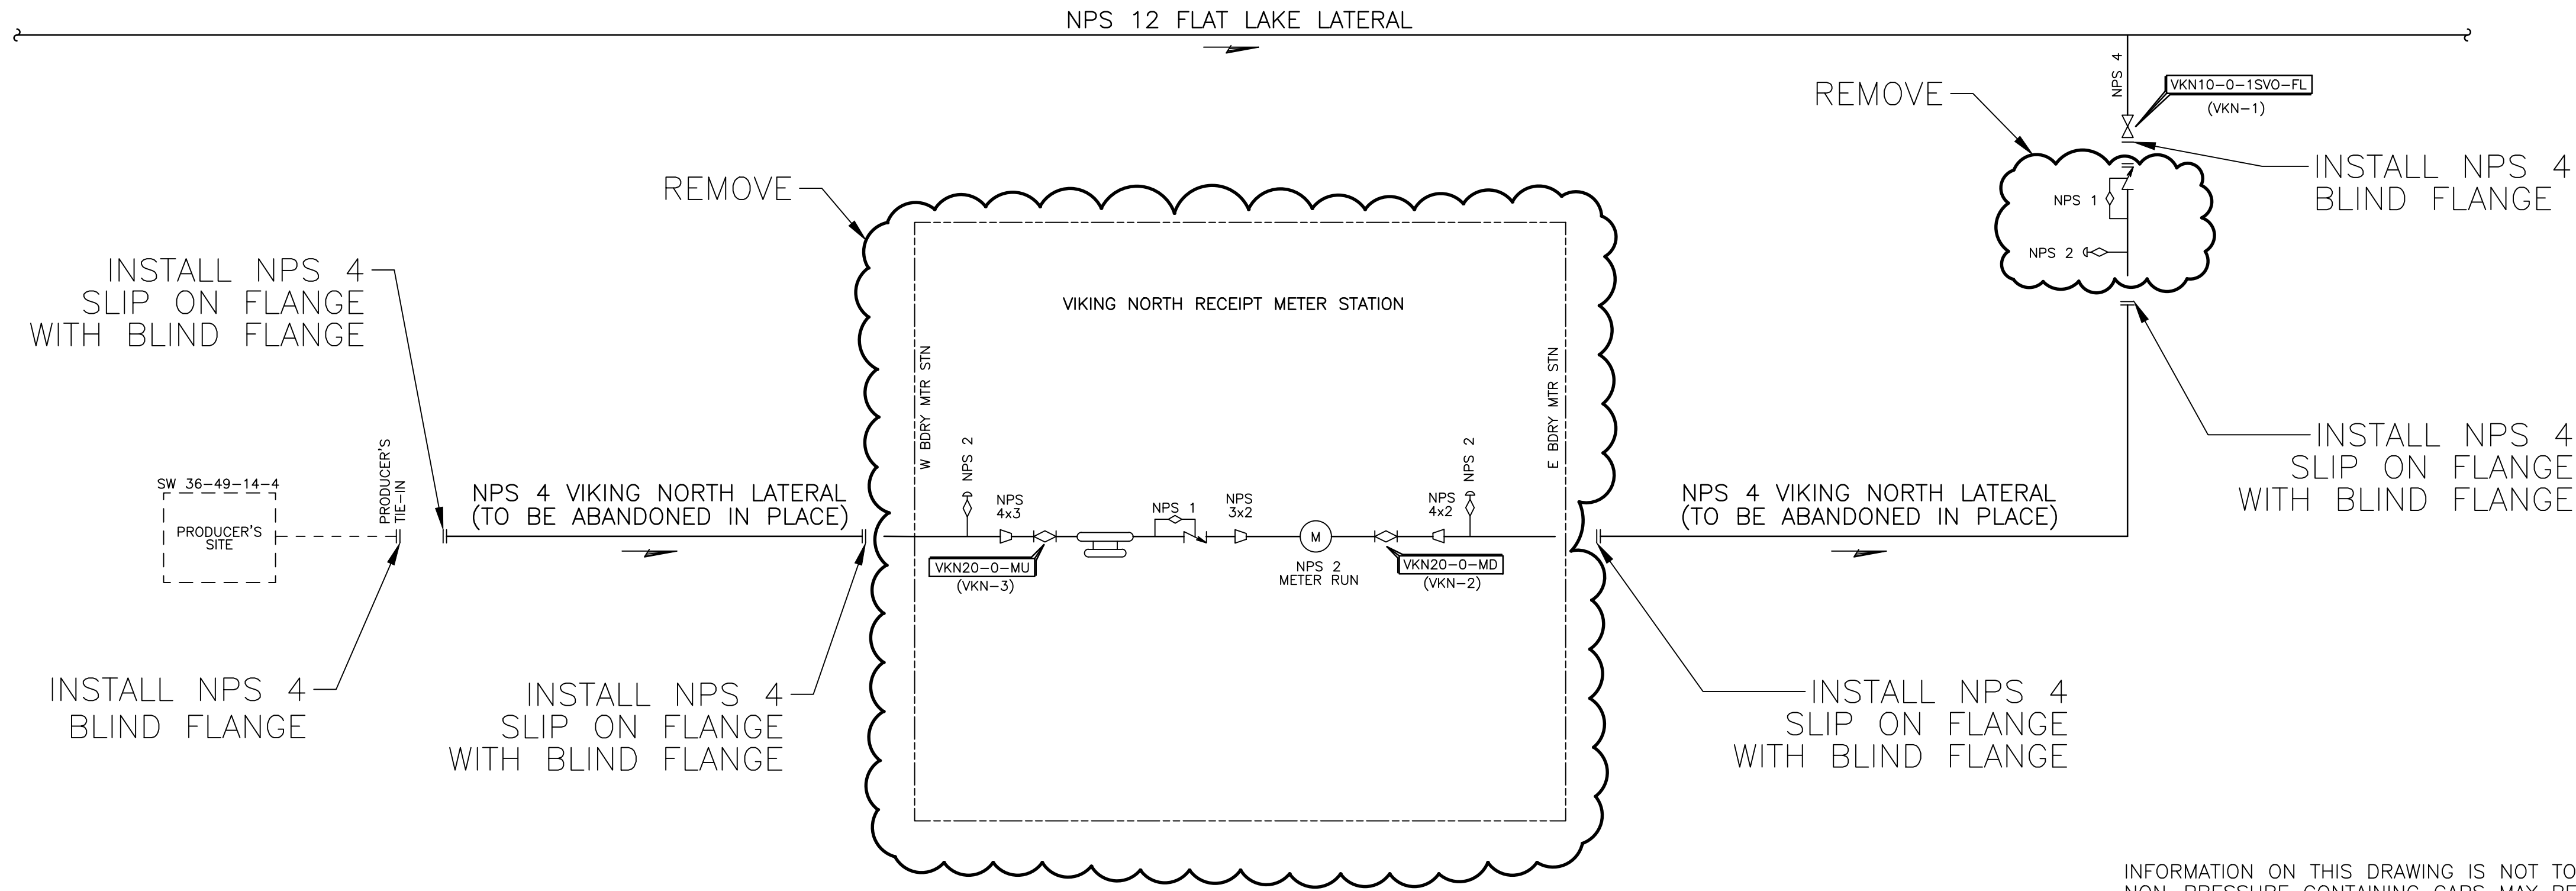 NPS 12 FLAT LAKE LATERAL
NPS 4
VKN10-0-1SVO-FL
(VKN-1)
REMOVE
INSTALL NPS 4
BLIND FLANGE
NPS 1
NPS 2
REMOVE
INSTALL NPS 4
SLIP ON FLANGE
WITH BLIND FLANGE
VIKING NORTH RECEIPT METER STATION
W BDRY MTR STN
E BDRY MTR STN
SW 36-49-14-4
PRODUCER'S
SITE
PRODUCER'S
TIE-IN
NPS 4 VIKING NORTH LATERAL
(TO BE ABANDONED IN PLACE)
NPS 2
NPS
4x3
VKN20-0-MU
(VKN-3)
NPS 1
NPS
3x2
M
NPS 2
METER RUN
VKN20-0-MD
(VKN-2)
NPS
4x2
NPS 2
NPS 4 VIKING NORTH LATERAL
(TO BE ABANDONED IN PLACE)
INSTALL NPS 4
SLIP ON FLANGE
WITH BLIND FLANGE
INSTALL NPS 4
BLIND FLANGE
INSTALL NPS 4
SLIP ON FLANGE
WITH BLIND FLANGE
INSTALL NPS 4
SLIP ON FLANGE
WITH BLIND FLANGE
INFORMATION ON THIS DRAWING IS NOT TO